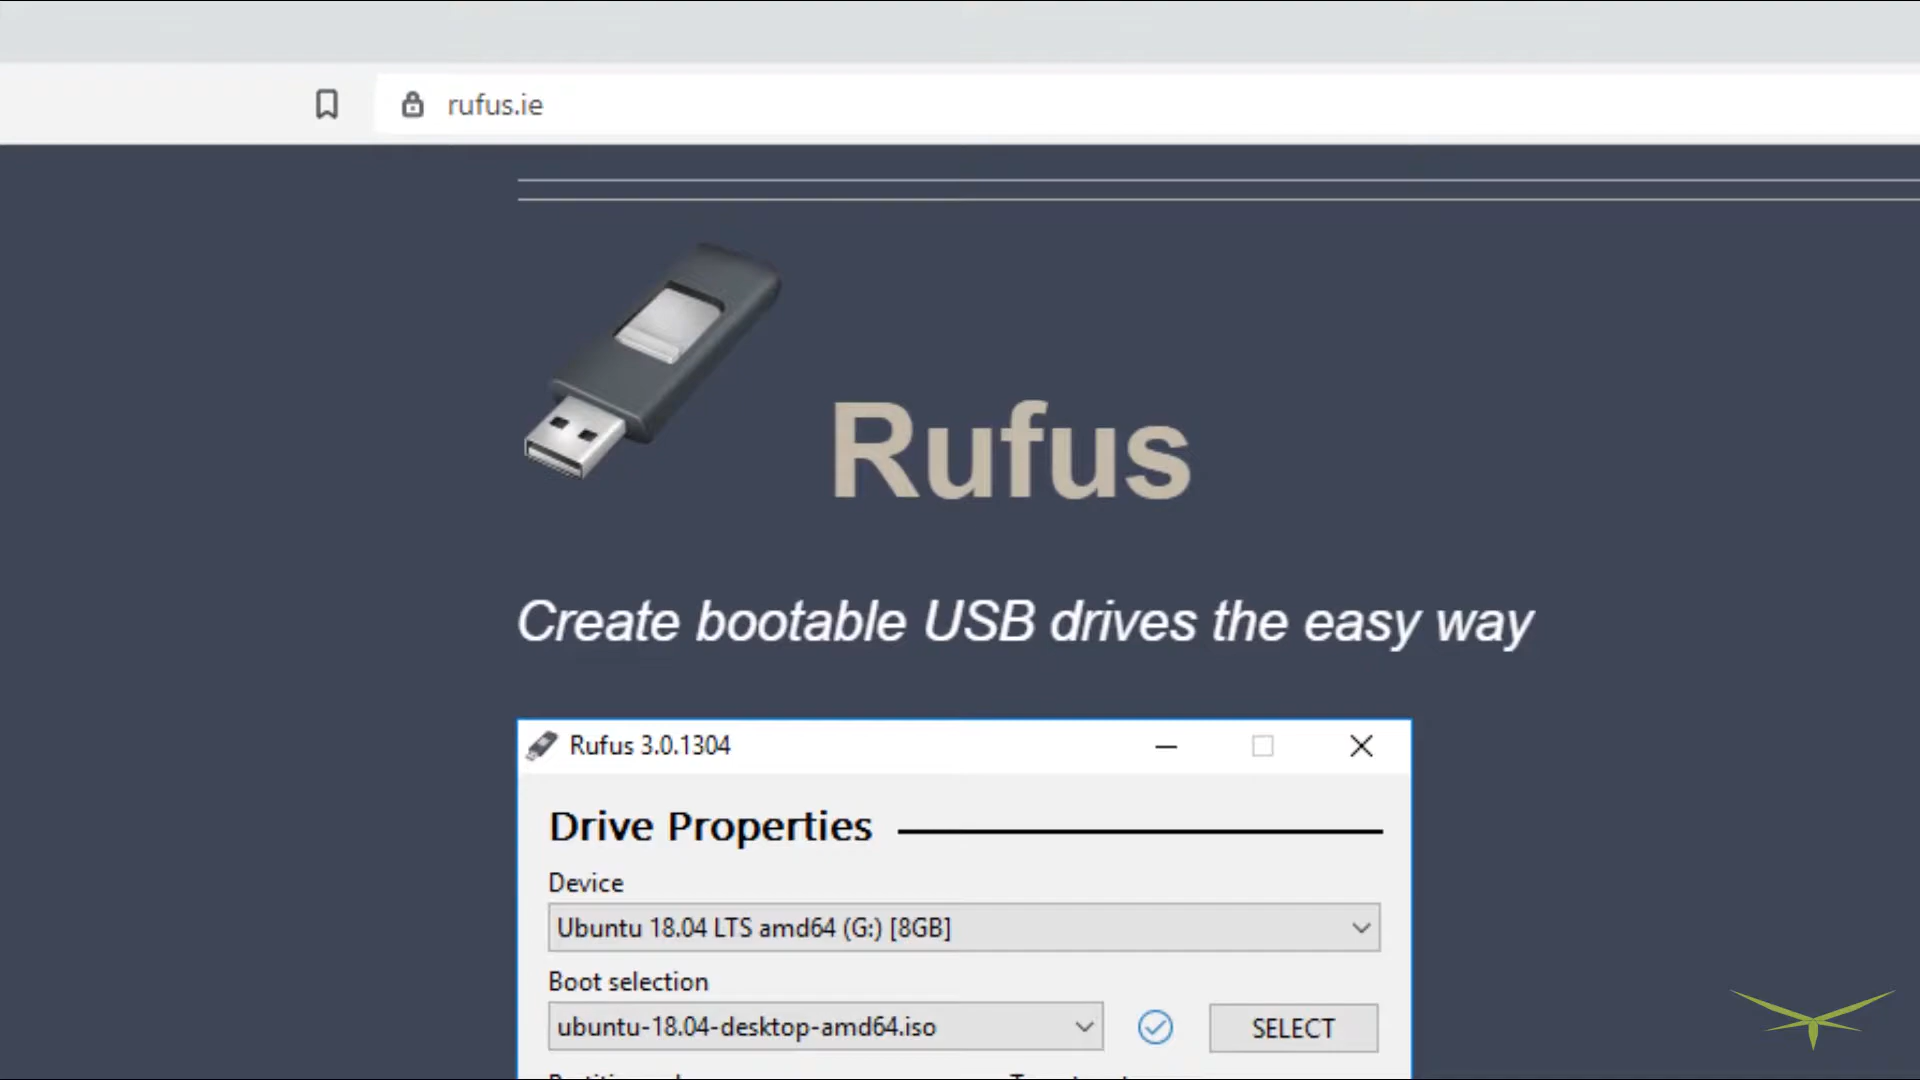 rufus.ie
Rufus
Create bootable USB drives the easy way
Rufus 3.0.1304
Drive Properties
Device
Ubuntu 18.04 LTS amd64 (G:) [8GB]
Boot selection
ubuntu-18.04-desktop-amd64.iso
SELECT